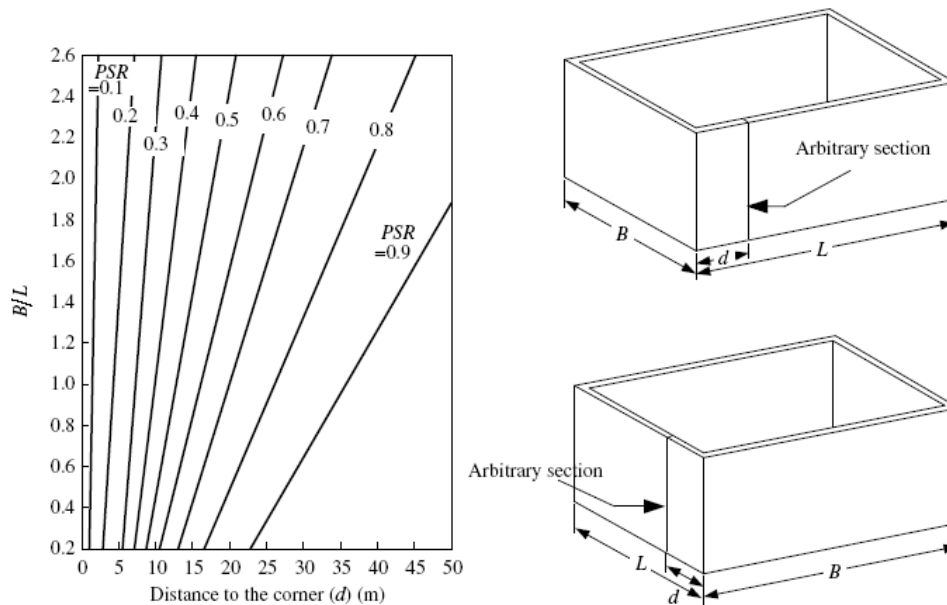 2.6
2.4
2.2
2.0
1.8
1.6
1.4
1.2
1.0
0.8
0.6
0.4
0.2
B/L
PSR
=0.1
0.2
0.3
0.4
0.5
0.6
0.7
0.8
PSR
=0.9
0 5 10 15 20 25 30 35 40 45 50
Distance to the corner (d) (m)
Arbitrary section
B
d
L
Arbitrary section
L
d
B